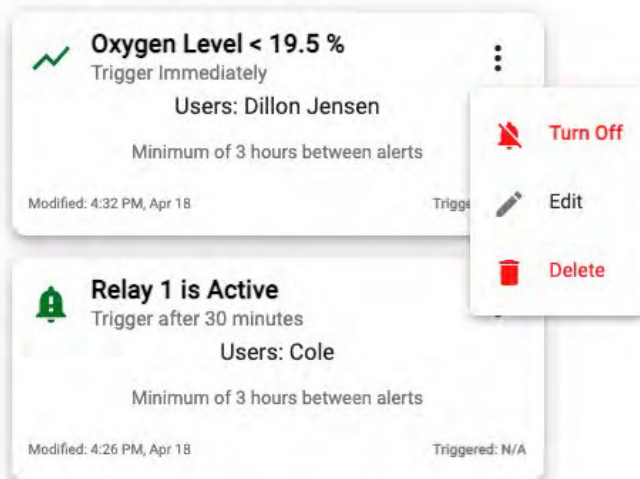 Oxygen Level < 19.5 %
Trigger Immediately
Users: Dillon Jensen
Minimum of 3 hours between alerts
Modified: 4:32 PM, Apr 18
Turn Off
Edit
Delete
Relay 1 is Active
Trigger after 30 minutes
Users: Cole
Minimum of 3 hours between alerts
Modified: 4:26 PM, Apr 18 Triggered: N/A